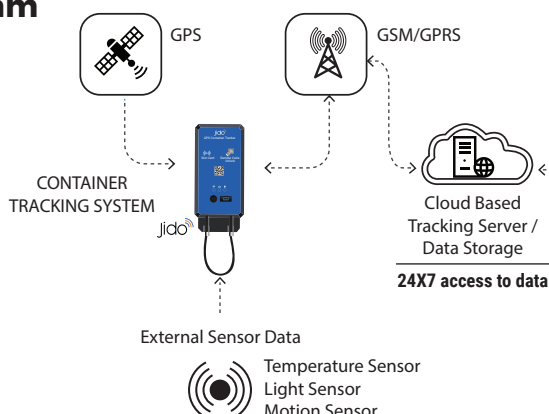 am
GPS
GSM/GPRS
CONTAINER
TRACKING SYSTEM
Jido
Jido
Cloud Based
Tracking Server /
Data Storage
24X7 access to data
External Sensor Data
Temperature Sensor
Light Sensor
Motion Sensor